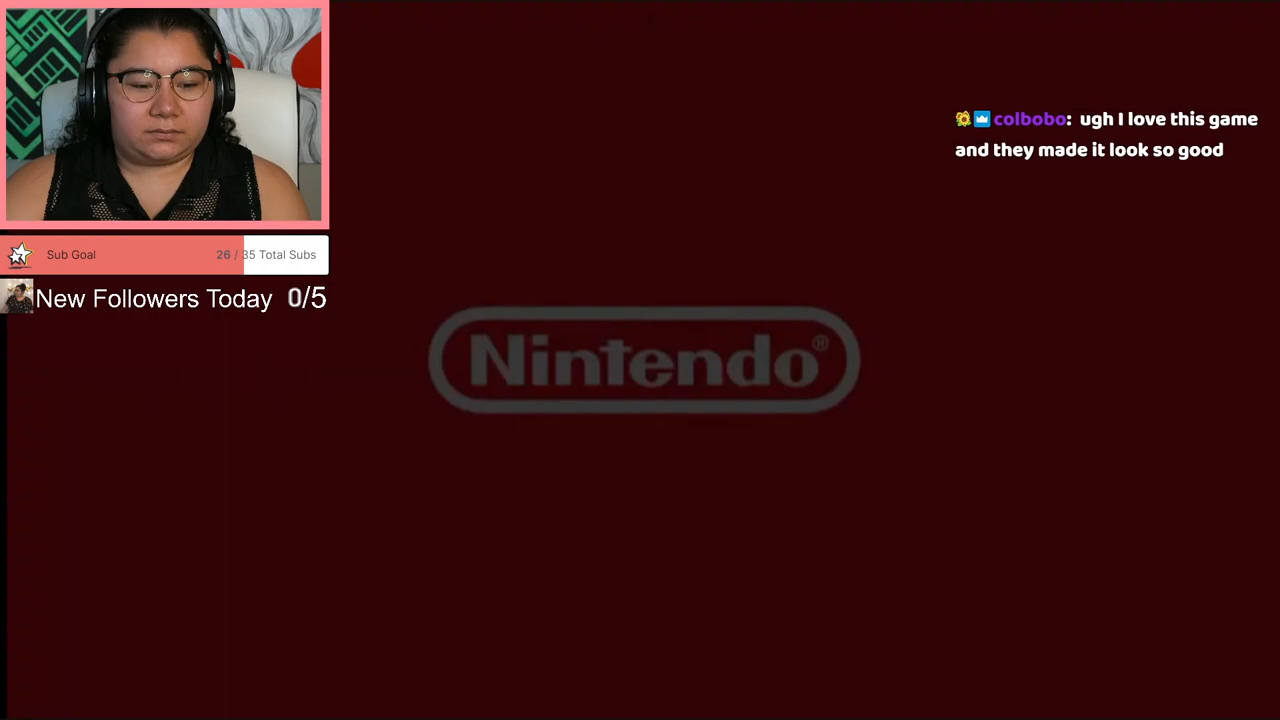 colbobo: ugh I love this game
and they made it look so good
Sub Goal 26 / 35 Total Subs
New Followers Today 0/5
Nintendo®